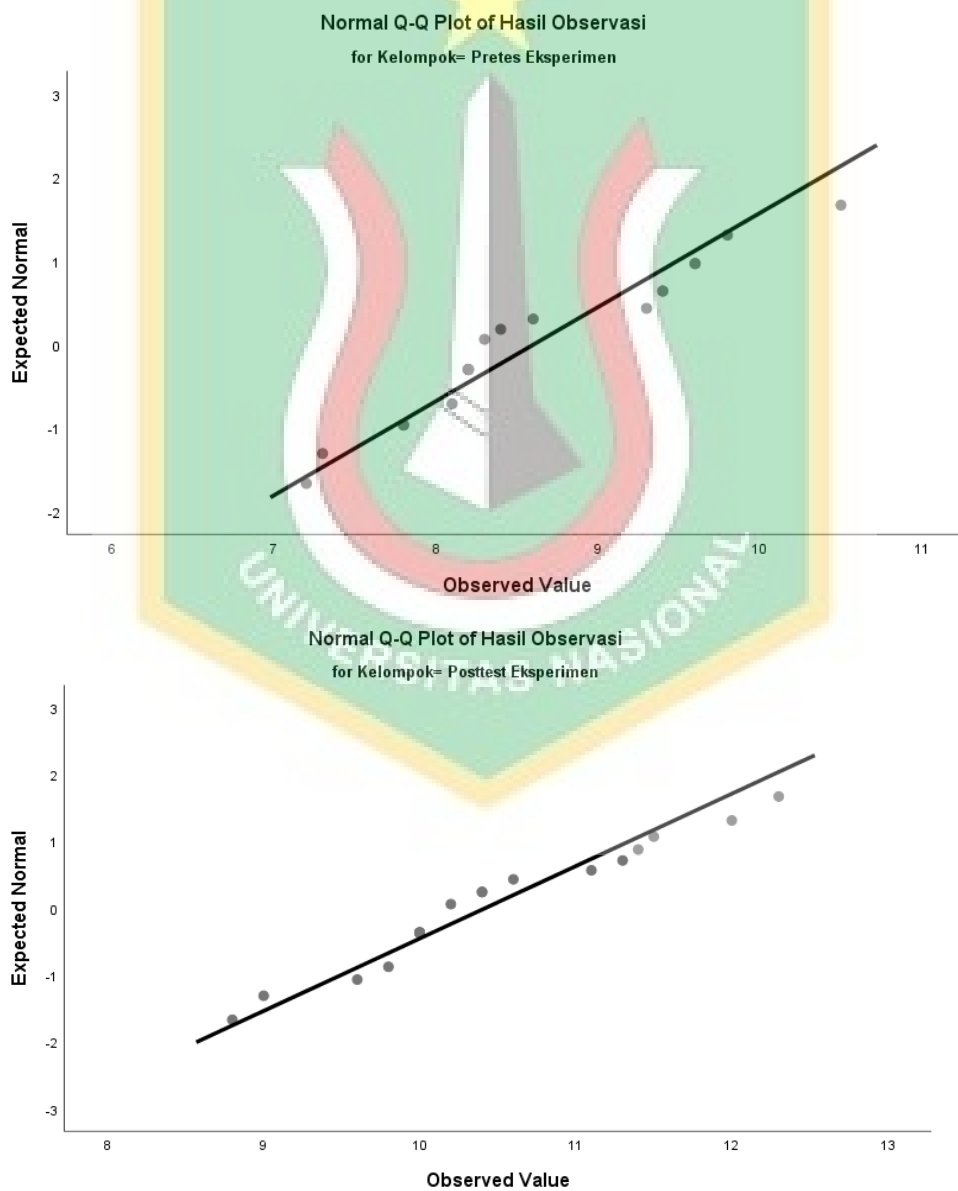 Normal Q-Q Plot of Hasil Observasi
for Kelompok= Pretes Eksperimen
Expected Normal
3
2
1
0
-1
-2
6 7 8 9 10 11
Observed Value
UNIVERSITAS NASIONAL
Normal Q-Q Plot of Hasil Observasi
for Kelompok= Posttest Eksperimen
Expected Normal
3
2
1
0
-1
-2
-3
8 9 10 11 12 13
Observed Value